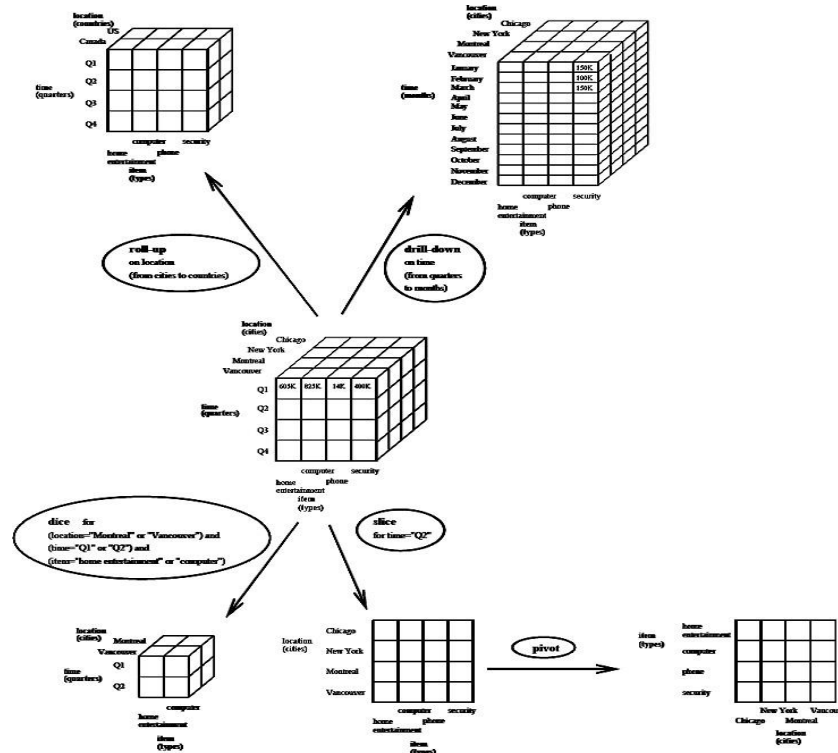 location
(countries)
US
Canada
time
(quarters)
Q1
Q2
Q3
Q4
computer security
home phone
entertainment
item
(types)
location
(cities)
Chicago
New York
Montreal
Vancouver
time
(months)
January 150K
February 100K
March 150K
April
May
June
July
August
September
October
November
December
computer security
home phone
entertainment
item
(types)
roll-up
on location
(from cities to countries)
drill-down
on time
(from quarters
to months)
location
(cities)
Chicago
New York
Montreal
Vancouver
time
(quarters)
Q1 605K 825K 14K 400K
Q2
Q3
Q4
computer security
home phone
entertainment
item
(types)
dice for
(location="Montreal" or "Vancouver") and
(time="Q1" or "Q2") and
(item="home entertainment" or "computer")
slice
for time="Q2"
location
(cities)
Montreal
Vancouver
time
(quarters)
Q1
Q2
computer
home
entertainment
item
(types)
location
(cities)
Chicago
New York
Montreal
Vancouver
computer security
home phone
entertainment
item
(types)
pivot
item
(types)
home
entertainment
computer
phone
security
New York Vancou
Chicago Montreal
location
(cities)